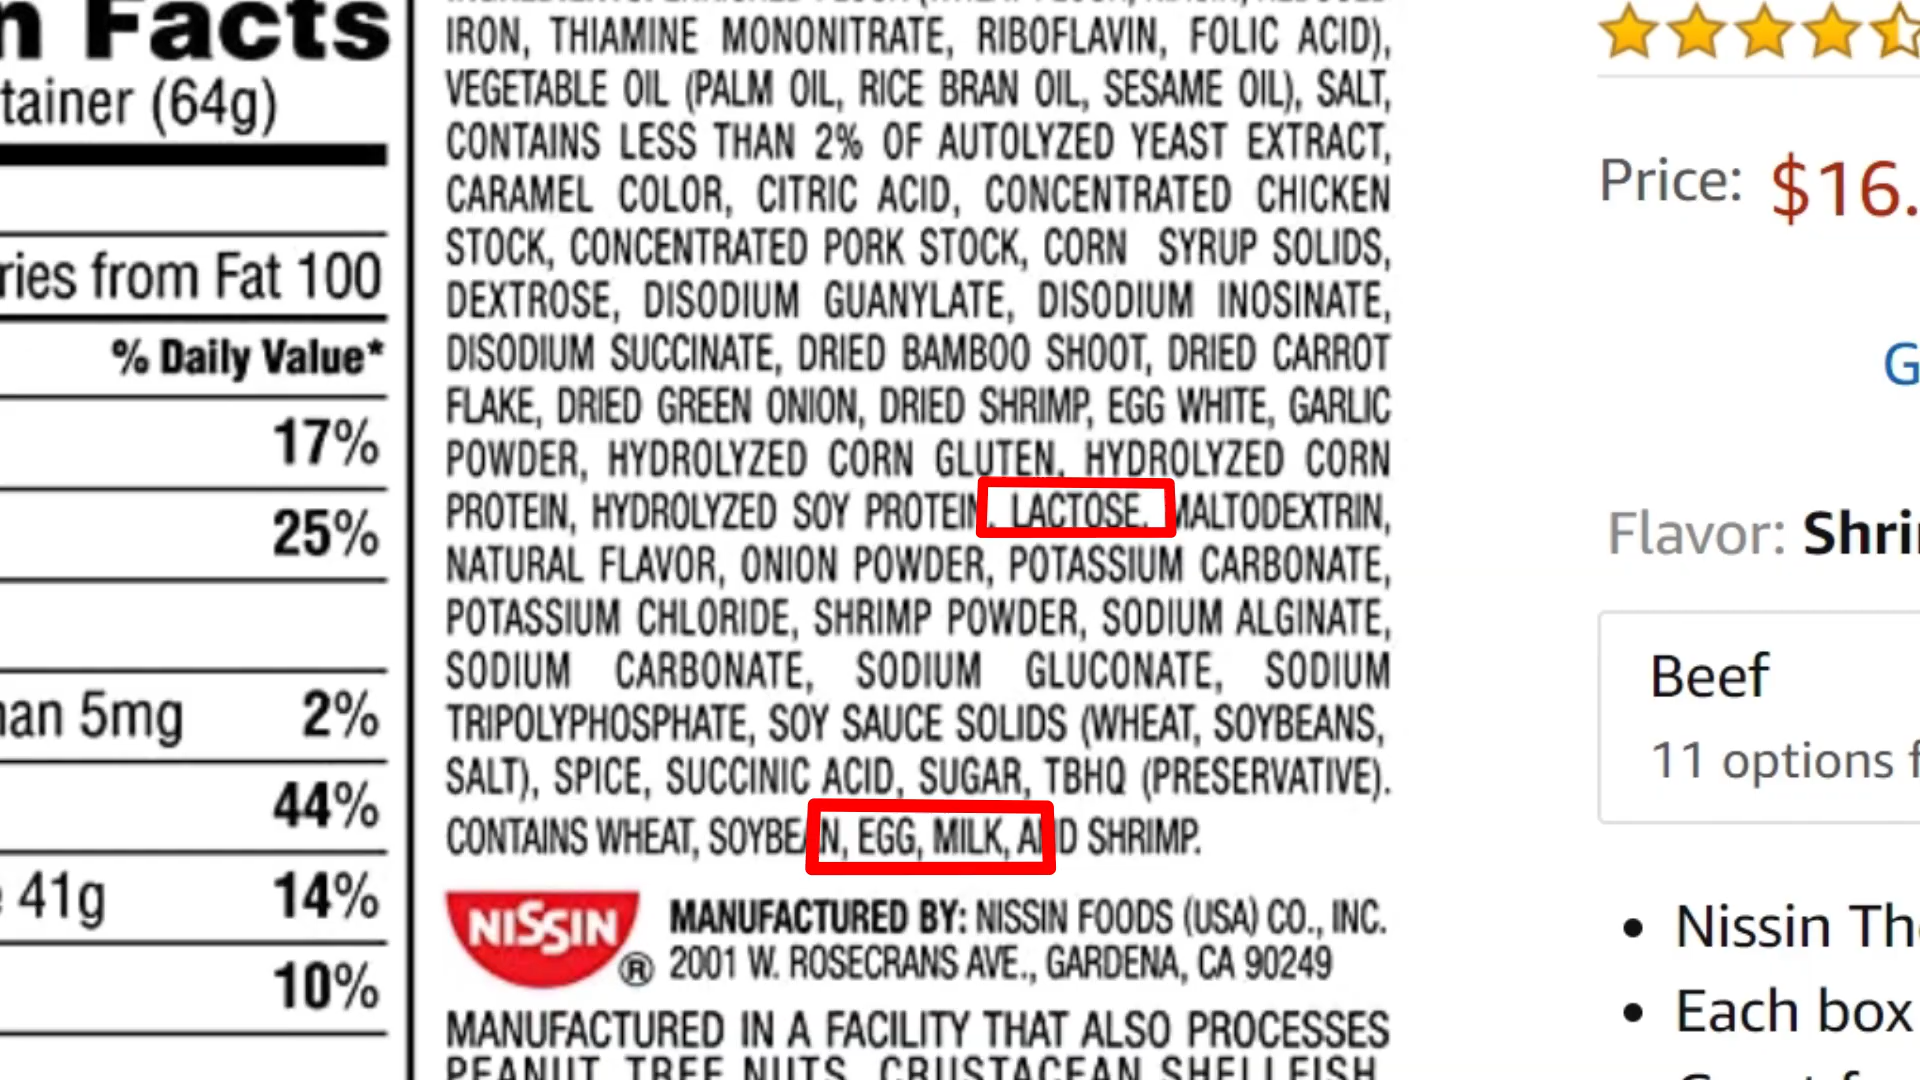 n Facts
tainer (64g)
ries from Fat 100
% Daily Value*
17%
25%
han 5mg 2%
44%
e 41g 14%
10%
IRON, THIAMINE MONONITRATE, RIBOFLAVIN, FOLIC ACID),
VEGETABLE OIL (PALM OIL, RICE BRAN OIL, SESAME OIL), SALT,
CONTAINS LESS THAN 2% OF AUTOLYZED YEAST EXTRACT,
CARAMEL COLOR, CITRIC ACID, CONCENTRATED CHICKEN
STOCK, CONCENTRATED PORK STOCK, CORN SYRUP SOLIDS,
DEXTROSE, DISODIUM GUANYLATE, DISODIUM INOSINATE,
DISODIUM SUCCINATE, DRIED BAMBOO SHOOT, DRIED CARROT
FLAKE, DRIED GREEN ONION, DRIED SHRIMP, EGG WHITE, GARLIC
POWDER, HYDROLYZED CORN GLUTEN, HYDROLYZED CORN
PROTEIN, HYDROLYZED SOY PROTEIN, LACTOSE, MALTODEXTRIN,
NATURAL FLAVOR, ONION POWDER, POTASSIUM CARBONATE,
POTASSIUM CHLORIDE, SHRIMP POWDER, SODIUM ALGINATE,
SODIUM CARBONATE, SODIUM GLUCONATE, SODIUM
TRIPOLYPHOSPHATE, SOY SAUCE SOLIDS (WHEAT, SOYBEANS,
SALT), SPICE, SUCCINIC ACID, SUGAR, TBHQ (PRESERVATIVE).
CONTAINS WHEAT, SOYBEAN, EGG, MILK, AND SHRIMP.
NISSIN ®
MANUFACTURED BY: NISSIN FOODS (USA) CO., INC.
2001 W. ROSECRANS AVE., GARDENA, CA 90249
MANUFACTURED IN A FACILITY THAT ALSO PROCESSES
PEANUT, TREE NUTS, CRUSTACEAN SHELLFISH,
Price: $16.
G
Flavor: Shri
Beef
11 options f
• Nissin Th
• Each box